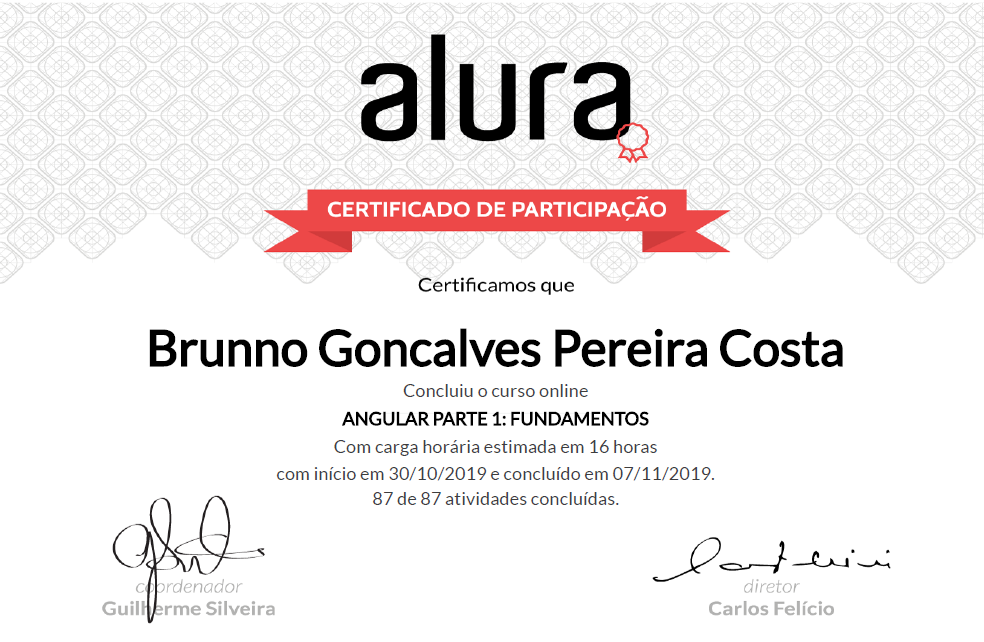 alura
CERTIFICADO DE PARTICIPAÇÃO
Certificamos que
Brunno Goncalves Pereira Costa
Concluiu o curso online
ANGULAR PARTE 1: FUNDAMENTOS
Com carga horária estimada em 16 horas
com início em 30/10/2019 e concluído em 07/11/2019.
87 de 87 atividades concluídas.
coordenador
Guilherme Silveira
diretor
Carlos Felício